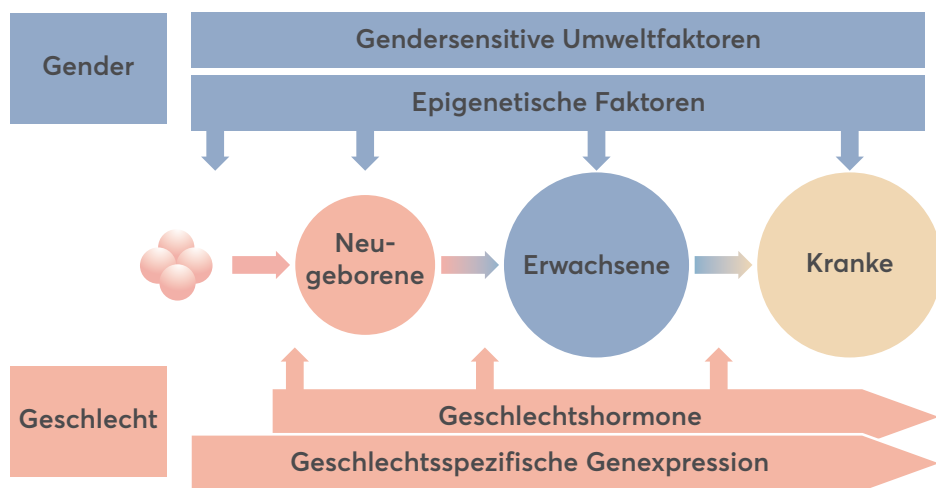 Gender
Gendersensitive Umweltfaktoren
Epigenetische Faktoren
Neu-
geborene
Erwachsene
Kranke
Geschlecht
Geschlechtshormone
Geschlechtsspezifische Genexpression